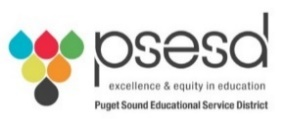 psesd
excellence & equity in education
Puget Sound Educational Service District